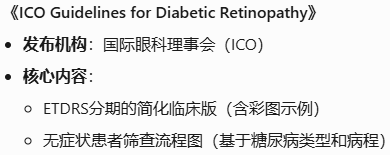 《ICO Guidelines for Diabetic Retinopathy》
• 发布机构：国际眼科理事会（ICO）
• 核心内容：
○ ETDRS分期的简化临床版（含彩图示例）
○ 无症状患者筛查流程图（基于糖尿病类型和病程）